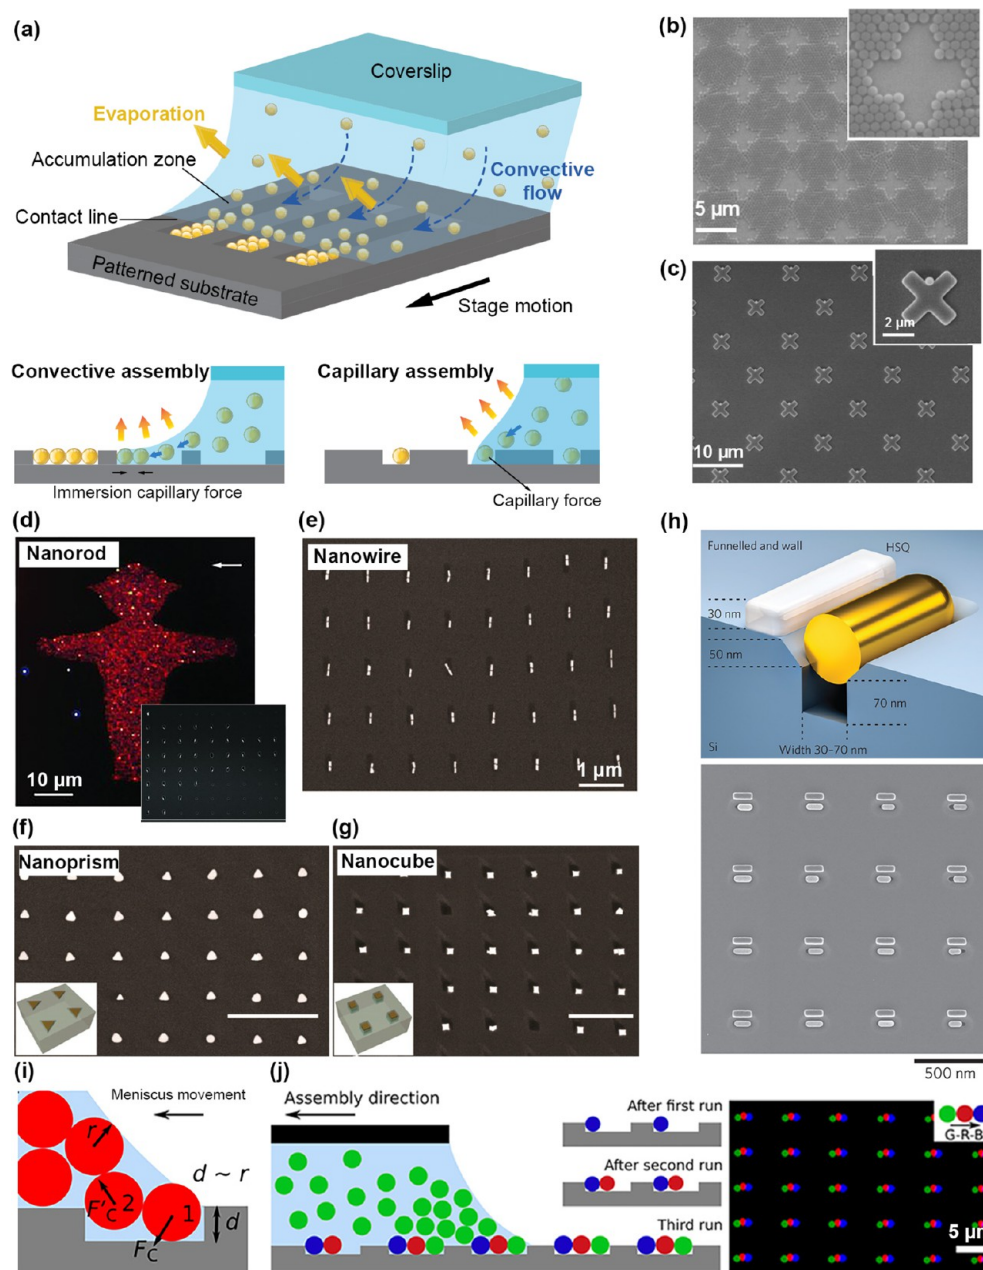 (a)
Coverslip
Evaporation
Accumulation zone
Convective
flow
Contact line
Patterned substrate
Stage motion
(b)
5 µm
(c)
2 µm
10 µm
Convective assembly
Immersion capillary force
Capillary assembly
Capillary force
(d)
Nanorod
10 µm
(e)
Nanowire
1 µm
(f)
Nanoprism
(g)
Nanocube
(h)
Funnelled and wall
HSQ
30 nm
50 nm
70 nm
Si
Width 30–70 nm
500 nm
(i)
Meniscus movement
r
d ~ r
F'C 2
1
d
FC
(j)
Assembly direction
After first run
After second run
Third run
G-R-B
5 µm